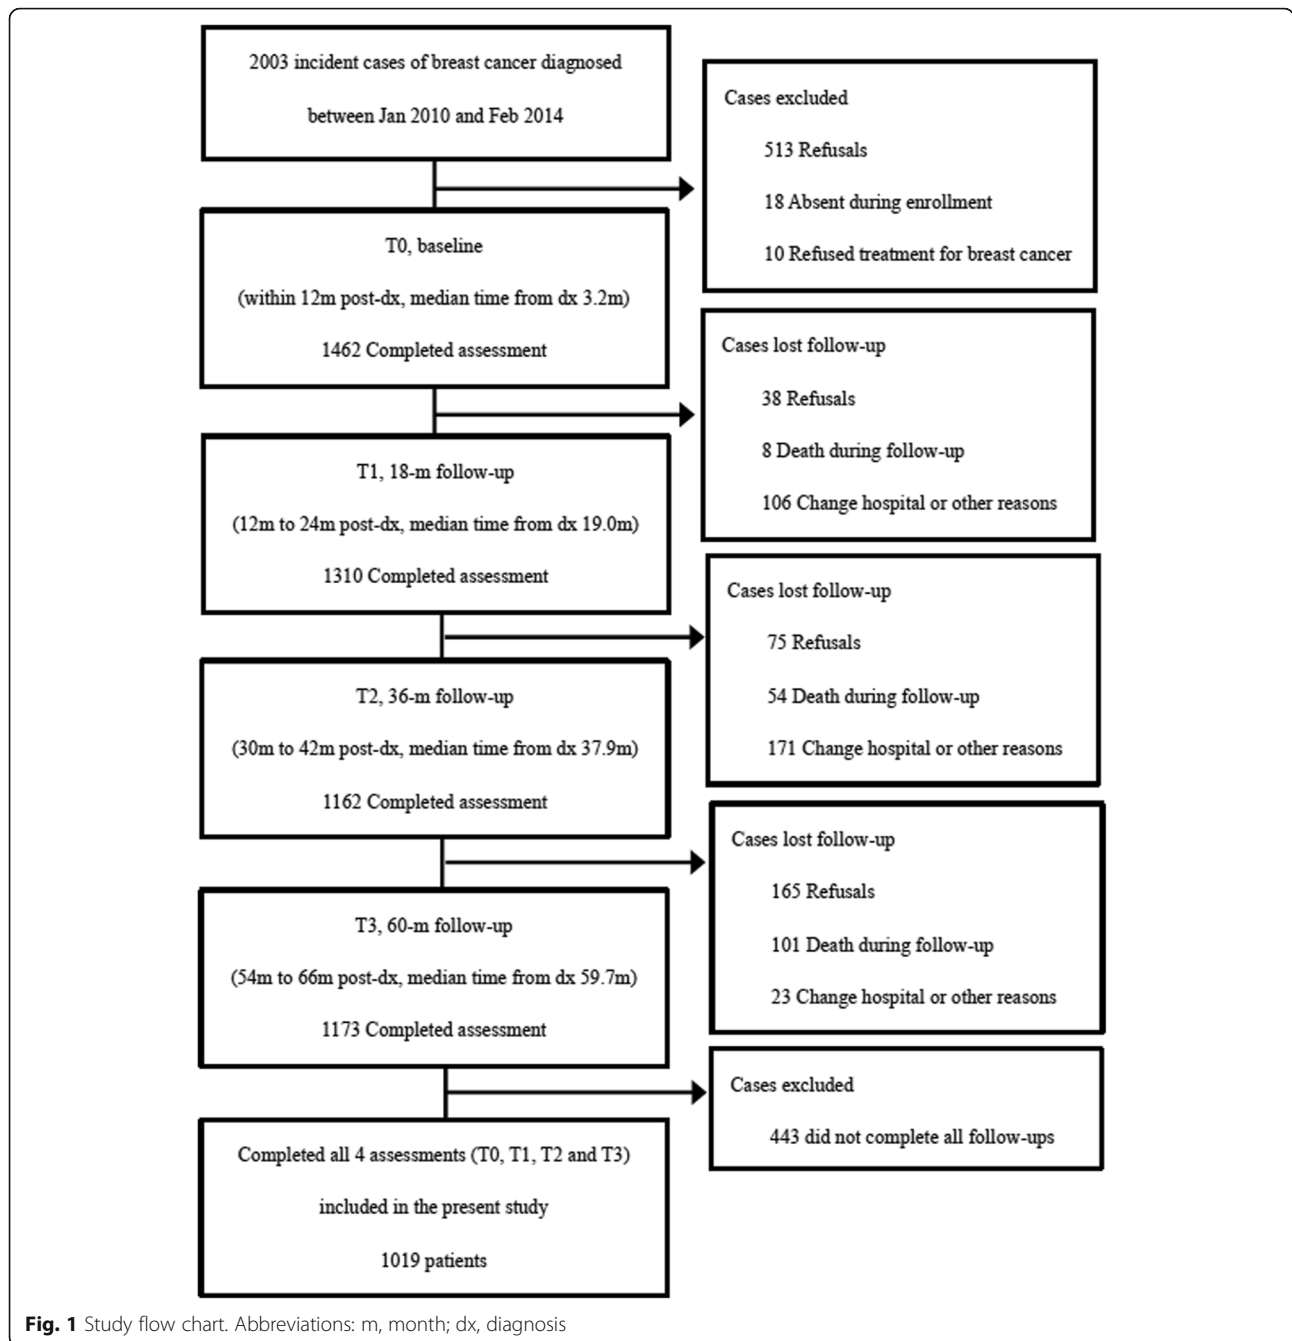 2003 incident cases of breast cancer diagnosed
between Jan 2010 and Feb 2014
Cases excluded
513 Refusals
18 Absent during enrollment
10 Refused treatment for breast cancer
T0, baseline
(within 12m post-dx, median time from dx 3.2m)
1462 Completed assessment
Cases lost follow-up
38 Refusals
8 Death during follow-up
106 Change hospital or other reasons
T1, 18-m follow-up
(12m to 24m post-dx, median time from dx 19.0m)
1310 Completed assessment
Cases lost follow-up
75 Refusals
54 Death during follow-up
171 Change hospital or other reasons
T2, 36-m follow-up
(30m to 42m post-dx, median time from dx 37.9m)
1162 Completed assessment
Cases lost follow-up
165 Refusals
101 Death during follow-up
23 Change hospital or other reasons
T3, 60-m follow-up
(54m to 66m post-dx, median time from dx 59.7m)
1173 Completed assessment
Cases excluded
443 did not complete all follow-ups
Completed all 4 assessments (T0, T1, T2 and T3)
included in the present study
1019 patients
Fig. 1 Study flow chart. Abbreviations: m, month; dx, diagnosis